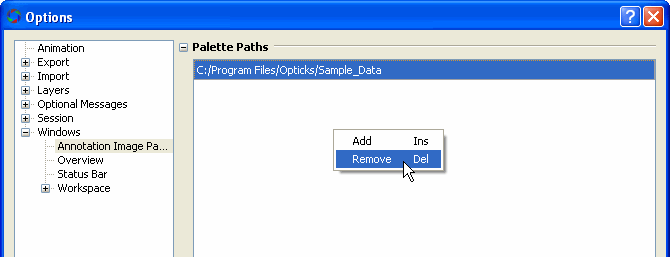 Options
Animation
Export
Import
Layers
Optional Messages
Session
Windows
Annotation Image Pa...
Overview
Status Bar
Workspace
Palette Paths
C:/Program Files/Opticks/Sample_Data
Add Ins
Remove Del